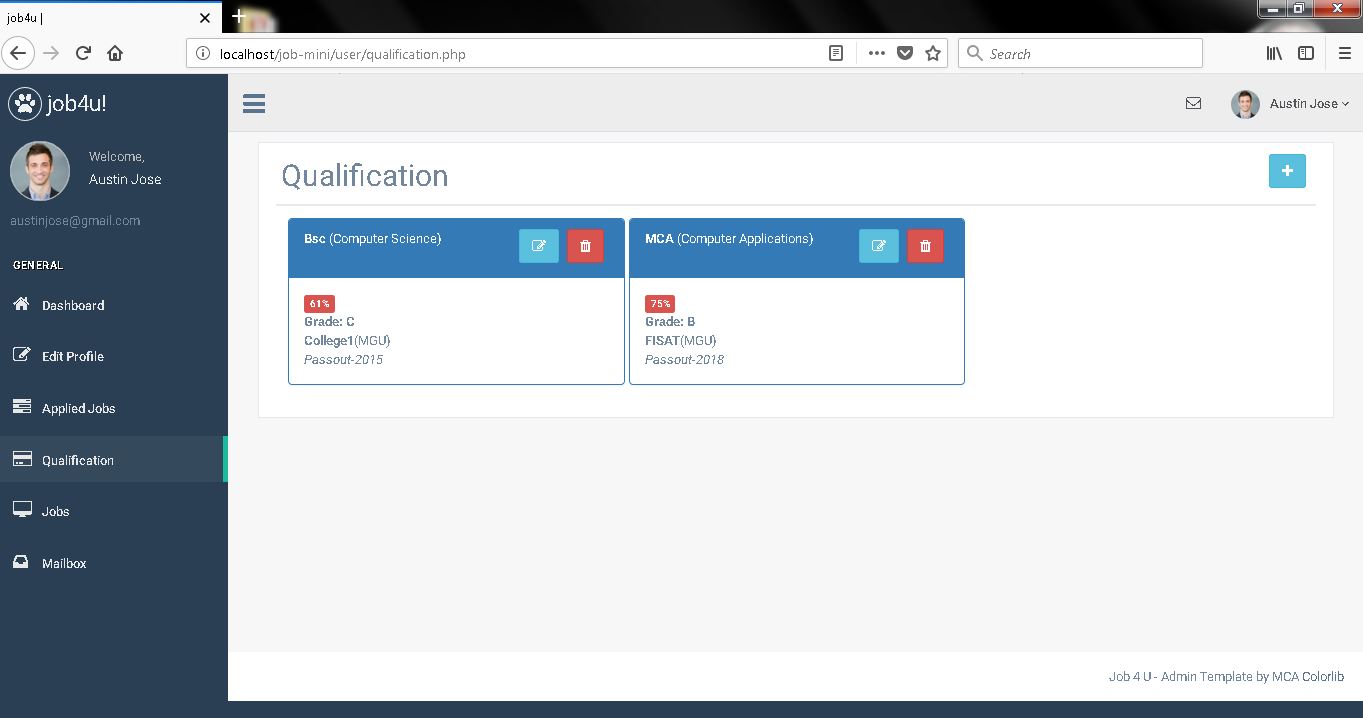 job4u |
localhost/job-mini/user/qualification.php
Search
job4u!
Austin Jose
Welcome,
Austin Jose
austinjose@gmail.com
GENERAL
Dashboard
Edit Profile
Applied Jobs
Qualification
Jobs
Mailbox
Qualification
Bsc (Computer Science)
61%
Grade: C
College1(MGU)
Passout-2015
MCA (Computer Applications)
75%
Grade: B
FISAT(MGU)
Passout-2018
Job 4 U - Admin Template by MCA Colorlib